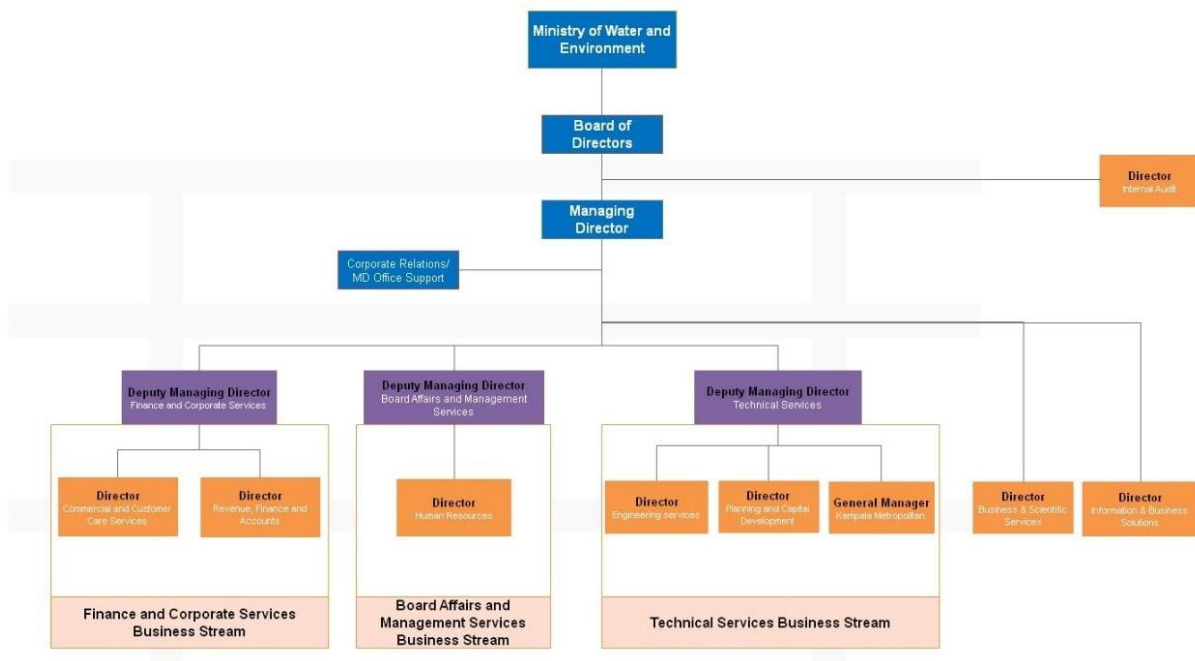 Ministry of Water and
Environment
Board of
Directors
Director
Internal Audit
Managing
Director
Corporate Relations/
MD Office Support
Deputy Managing Director
Finance and Corporate Services
Deputy Managing Director
Board Affairs and Management
Services
Deputy Managing Director
Technical Services
Director
Commercial and Customer
Care Services
Director
Revenue, Finance and
Accounts
Director
Human Resources
Director
Engineering services
Director
Planning and Capital
Development
General Manager
Kampala Metropolitan
Director
Business & Scientific
Services
Director
Information & Business
Solutions
Finance and Corporate Services
Business Stream
Board Affairs and
Management Services
Business Stream
Technical Services Business Stream